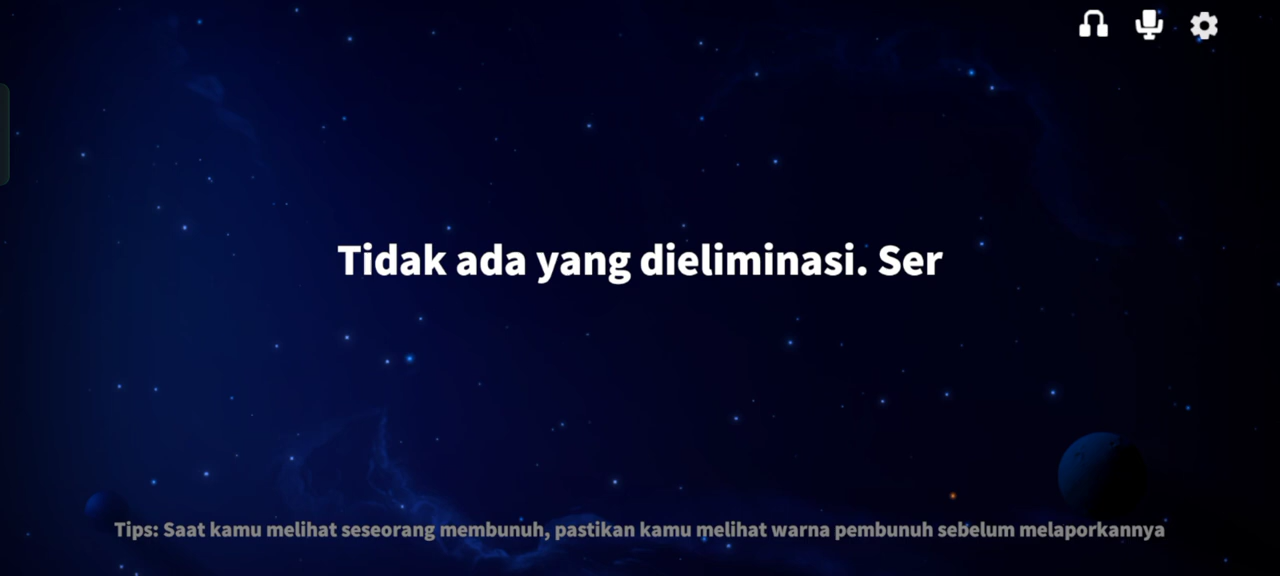 Tidak ada yang dieliminasi. Ser
Tips: Saat kamu melihat seseorang membunuh, pastikan kamu melihat warna pembunuh sebelum melaporkannya